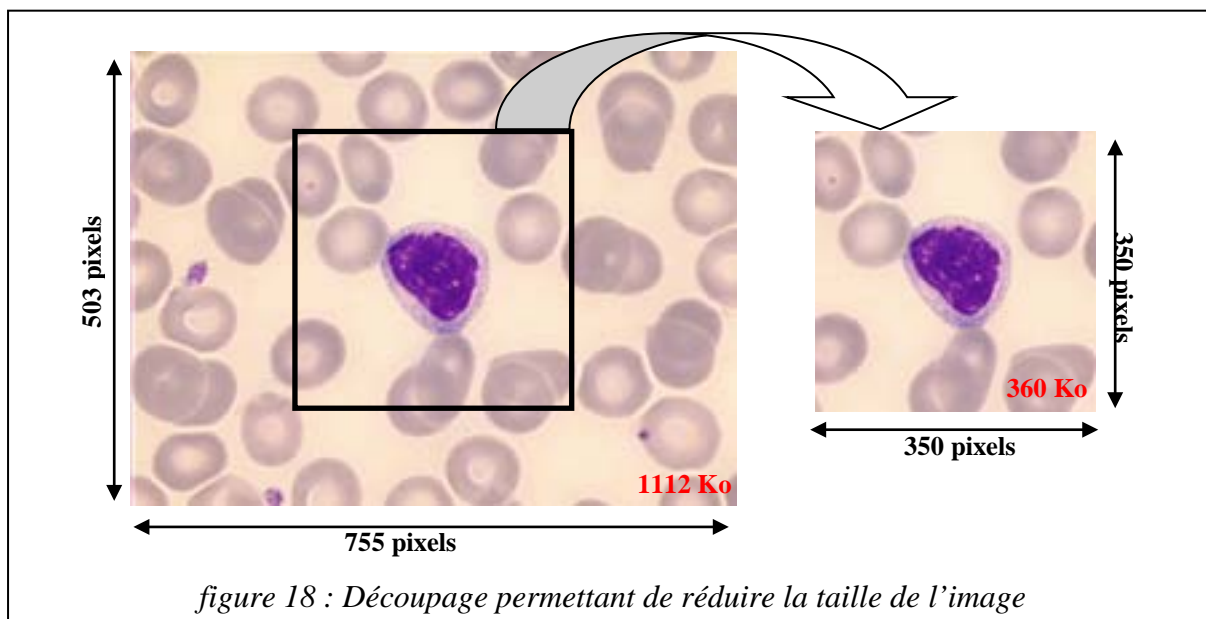 503 pixels
1112 Ko
755 pixels
350 pixels
360 Ko
350 pixels
figure 18 : Découpage permettant de réduire la taille de l’image